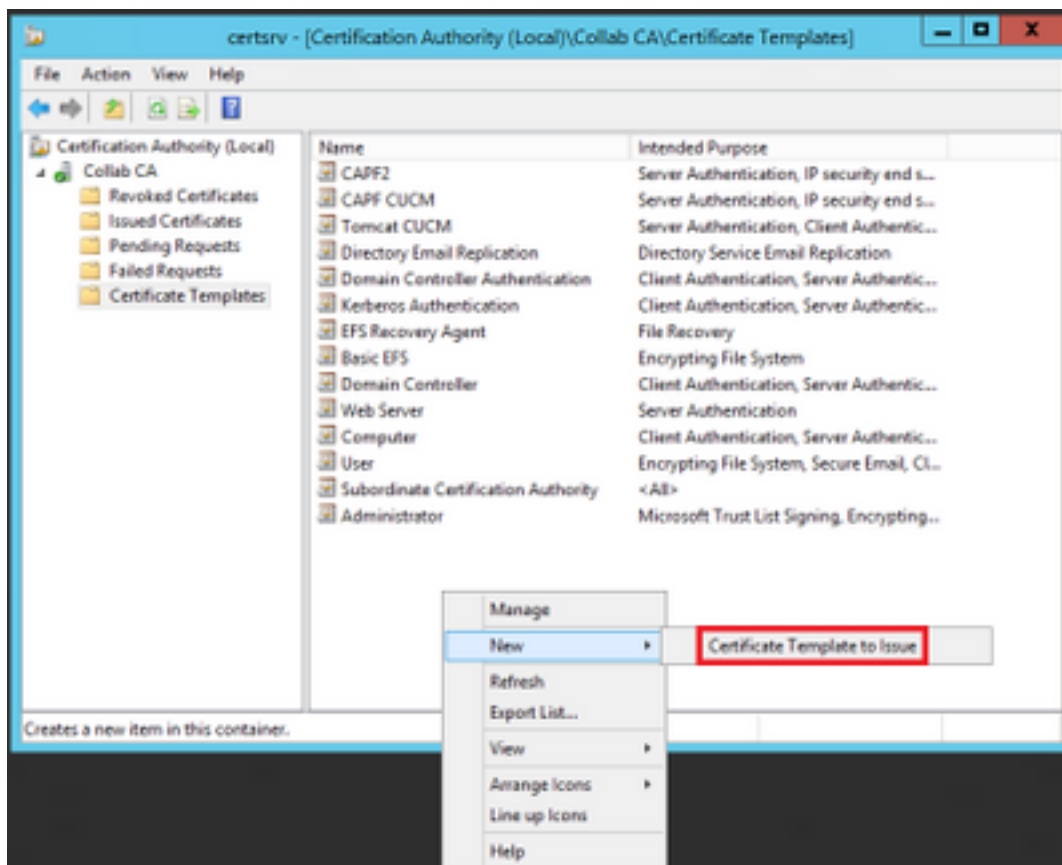 certsrv - [Certification Authority (Local)\Collab CA\Certificate Templates]
File Action View Help
Certification Authority (Local)
Collab CA
Revoked Certificates
Issued Certificates
Pending Requests
Failed Requests
Certificate Templates
Name Intended Purpose
CAPF2 Server Authentication, IP security end s...
CAPF CUCM Server Authentication, IP security end s...
Tomcat CUCM Server Authentication, Client Authentic...
Directory Email Replication Directory Service Email Replication
Domain Controller Authentication Client Authentication, Server Authentic...
Kerberos Authentication Client Authentication, Server Authentic...
EFS Recovery Agent File Recovery
Basic EFS Encrypting File System
Domain Controller Client Authentication, Server Authentic...
Web Server Server Authentication
Computer Client Authentication, Server Authentic...
User Encrypting File System, Secure Email, Cl...
Subordinate Certification Authority <All>
Administrator Microsoft Trust List Signing, Encrypting...
Manage
New Certificate Template to Issue
Refresh
Export List...
View
Arrange Icons
Line up Icons
Help
Creates a new item in this container.